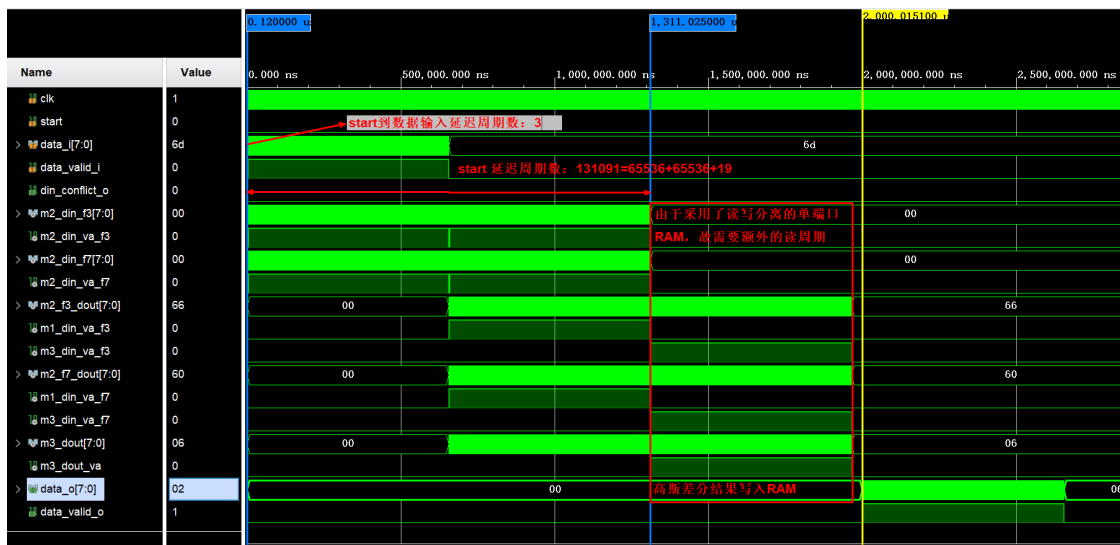 0.120000 us
1,311.025000 us
2,000.015100 u
Name
Value
0.000 ns
500,000.000 ns
1,000,000.000 ns
1,500,000.000 ns
2,000,000.000 ns
2,500,000.000 ns
clk
1
start
0
start到数据输入延迟周期数:3
data_i[7:0]
6d
6d
data_valid_i
0
start 延迟周期数:131091=65536+65536+19
din_conflict_o
0
m2_din_f3[7:0]
00
由于采用了读写分离的单端口
00
m2_din_va_f3
0
RAM,故需要额外的读周期
m2_din_f7[7:0]
00
00
m2_din_va_f7
0
m2_f3_dout[7:0]
66
00
66
m1_din_va_f3
0
m3_din_va_f3
0
m2_f7_dout[7:0]
60
00
60
m1_din_va_f7
0
m3_din_va_f7
0
m3_dout[7:0]
06
00
06
m3_dout_va
0
data_o[7:0]
02
00
高斯差分结果写入RAM
06
data_valid_o
1